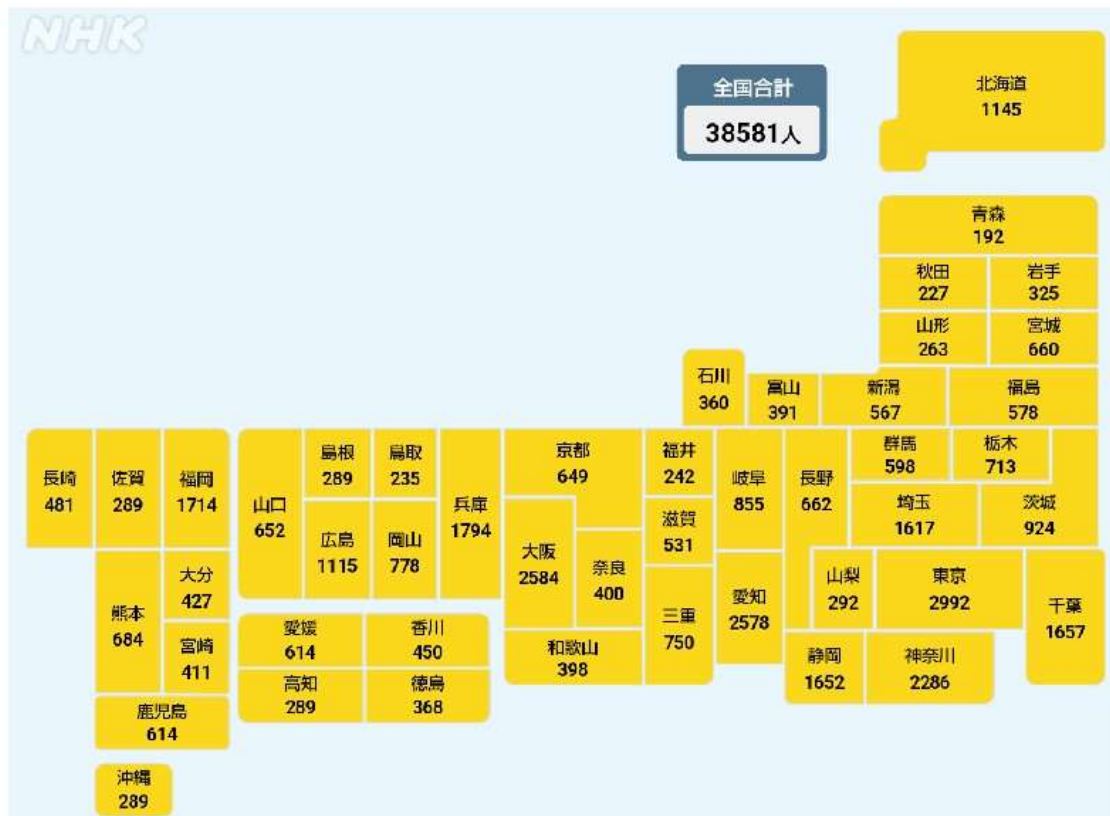 NHK
全国合計
38581人
北海道
1145
青森
192
秋田
227
岩手
325
山形
263
宮城
660
石川
360
富山
391
新潟
567
福島
578
長崎
481
佐賀
289
福岡
1714
山口
652
島根
289
鳥取
235
兵庫
1794
京都
649
福井
242
岐阜
855
長野
662
群馬
598
栃木
713
埼玉
1617
茨城
924
広島
1115
岡山
778
大阪
2584
奈良
400
滋賀
531
大分
427
熊本
684
宮崎
411
三重
750
愛知
2578
山梨
292
東京
2992
千葉
1657
愛媛
614
香川
450
和歌山
398
静岡
1652
神奈川
2286
高知
289
徳島
368
鹿児島
614
沖縄
289